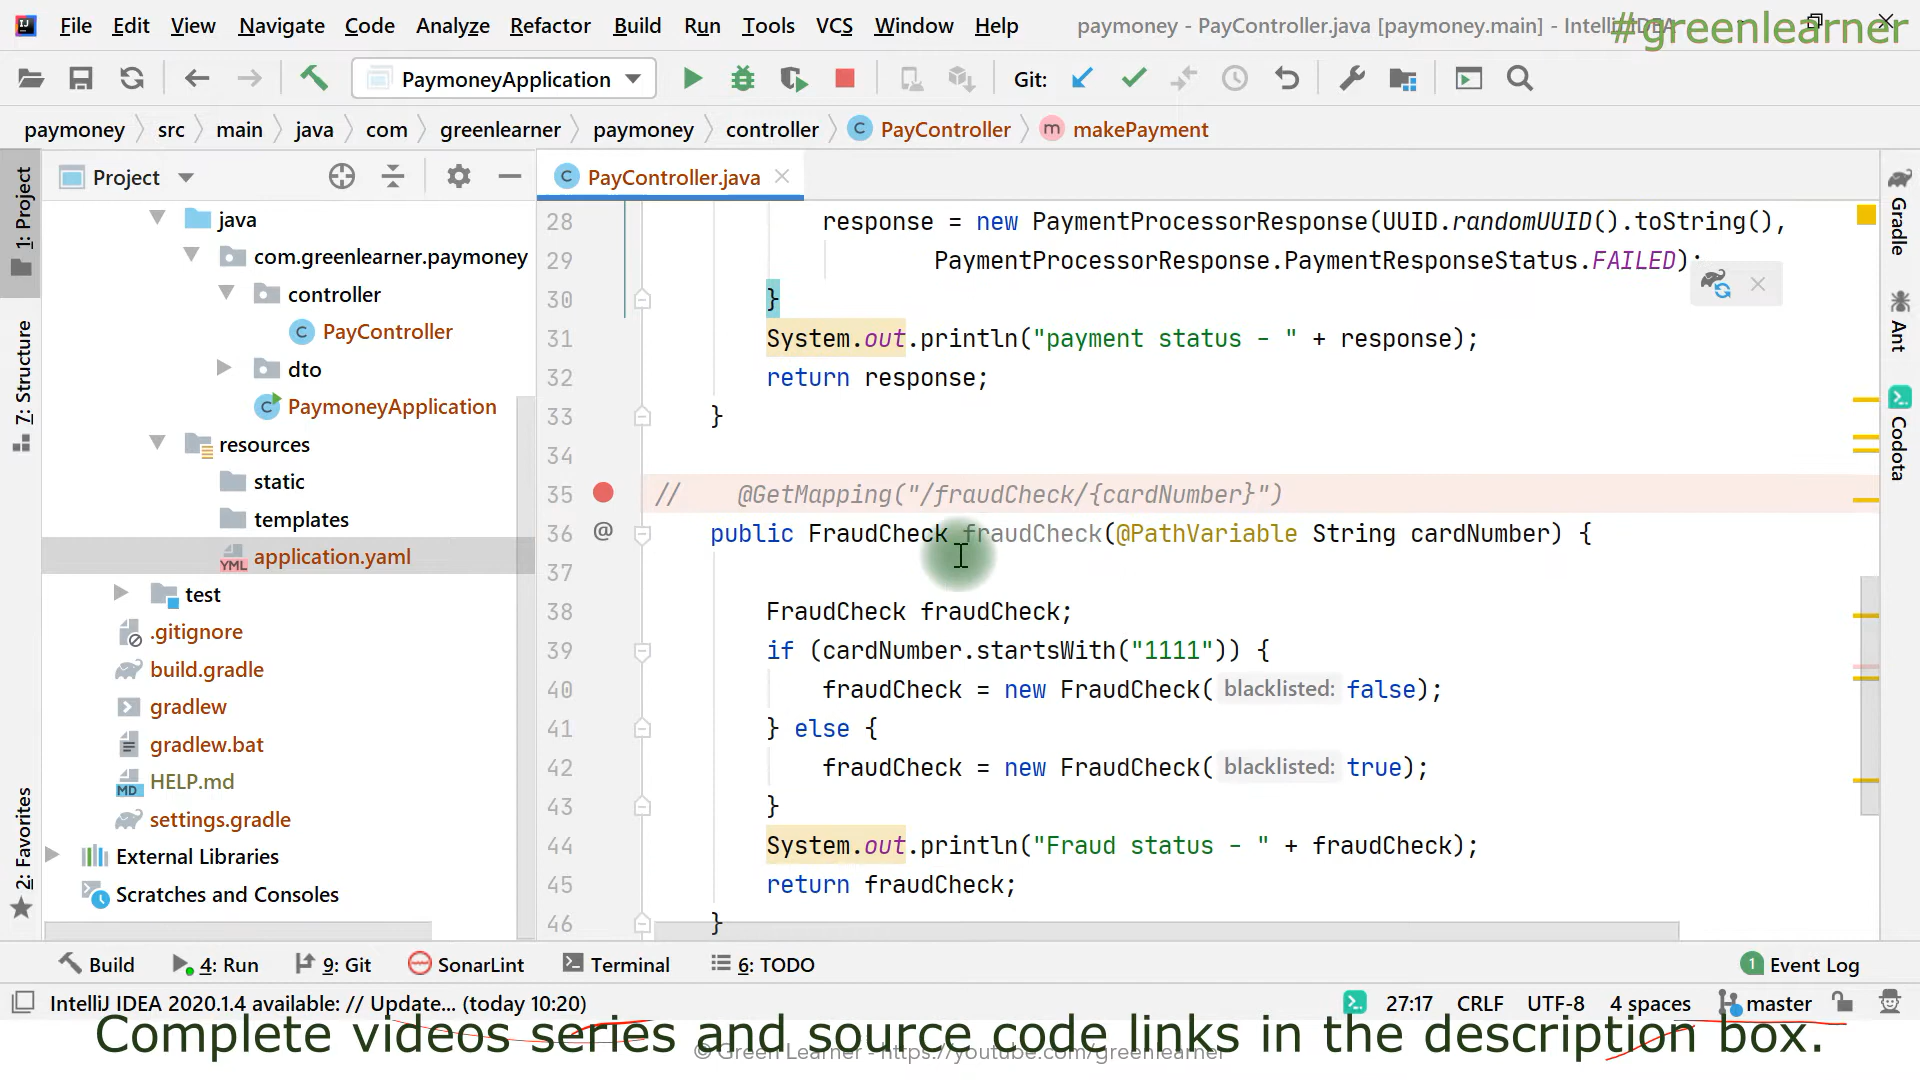 File Edit View Navigate Code Analyze Refactor Build Run Tools VCS Window Help paymoney - PayController.java [paymoney.main] - IntelliJ IDEA
#greenlearner
PaymoneyApplication Git:
paymoney src main java com greenlearner paymoney controller PayController makePayment
Project PayController.java
1: Project
7: Structure
2: Favorites
java
com.greenlearner.paymoney
controller
PayController
dto
PaymoneyApplication
resources
static
templates
application.yaml
test
.gitignore
build.gradle
gradlew
gradlew.bat
HELP.md
settings.gradle
External Libraries
Scratches and Consoles
28 response = new PaymentProcessorResponse(UUID.randomUUID().toString(),
29 PaymentProcessorResponse.PaymentResponseStatus.FAILED);
30 }
31 System.out.println("payment status - " + response);
32 return response;
33 }
34
35 // @GetMapping("/fraudCheck/{cardNumber}")
36 @ public FraudCheck fraudCheck(@PathVariable String cardNumber) {
37
38 FraudCheck fraudCheck;
39 if (cardNumber.startsWith("1111")) {
40 fraudCheck = new FraudCheck( blacklisted: false);
41 } else {
42 fraudCheck = new FraudCheck( blacklisted: true);
43 }
44 System.out.println("Fraud status - " + fraudCheck);
45 return fraudCheck;
46 }
Gradle
Ant
Codota
Build 4: Run 9: Git SonarLint Terminal 6: TODO 1 Event Log
IntelliJ IDEA 2020.1.4 available: // Update... (today 10:20) 27:17 CRLF UTF-8 4 spaces master
Complete videos series and source code links in the description box.
© Green Learner - https://youtube.com/greenlearner